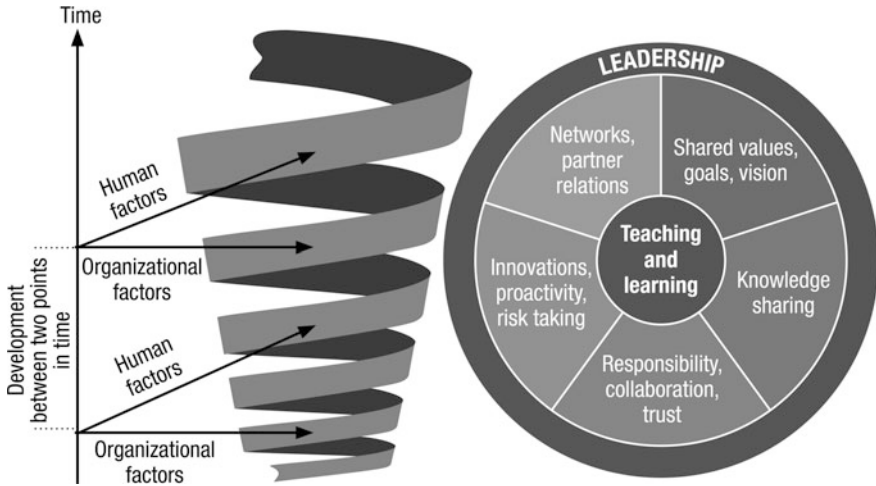 Time
Human
factors
Organizational
factors
Development
between two points
in time
Human
factors
Organizational
factors
LEADERSHIP
Networks,
partner
relations
Shared values,
goals, vision
Teaching
and
learning
Innovations,
proactivity,
risk taking
Knowledge
sharing
Responsibility,
collaboration,
trust